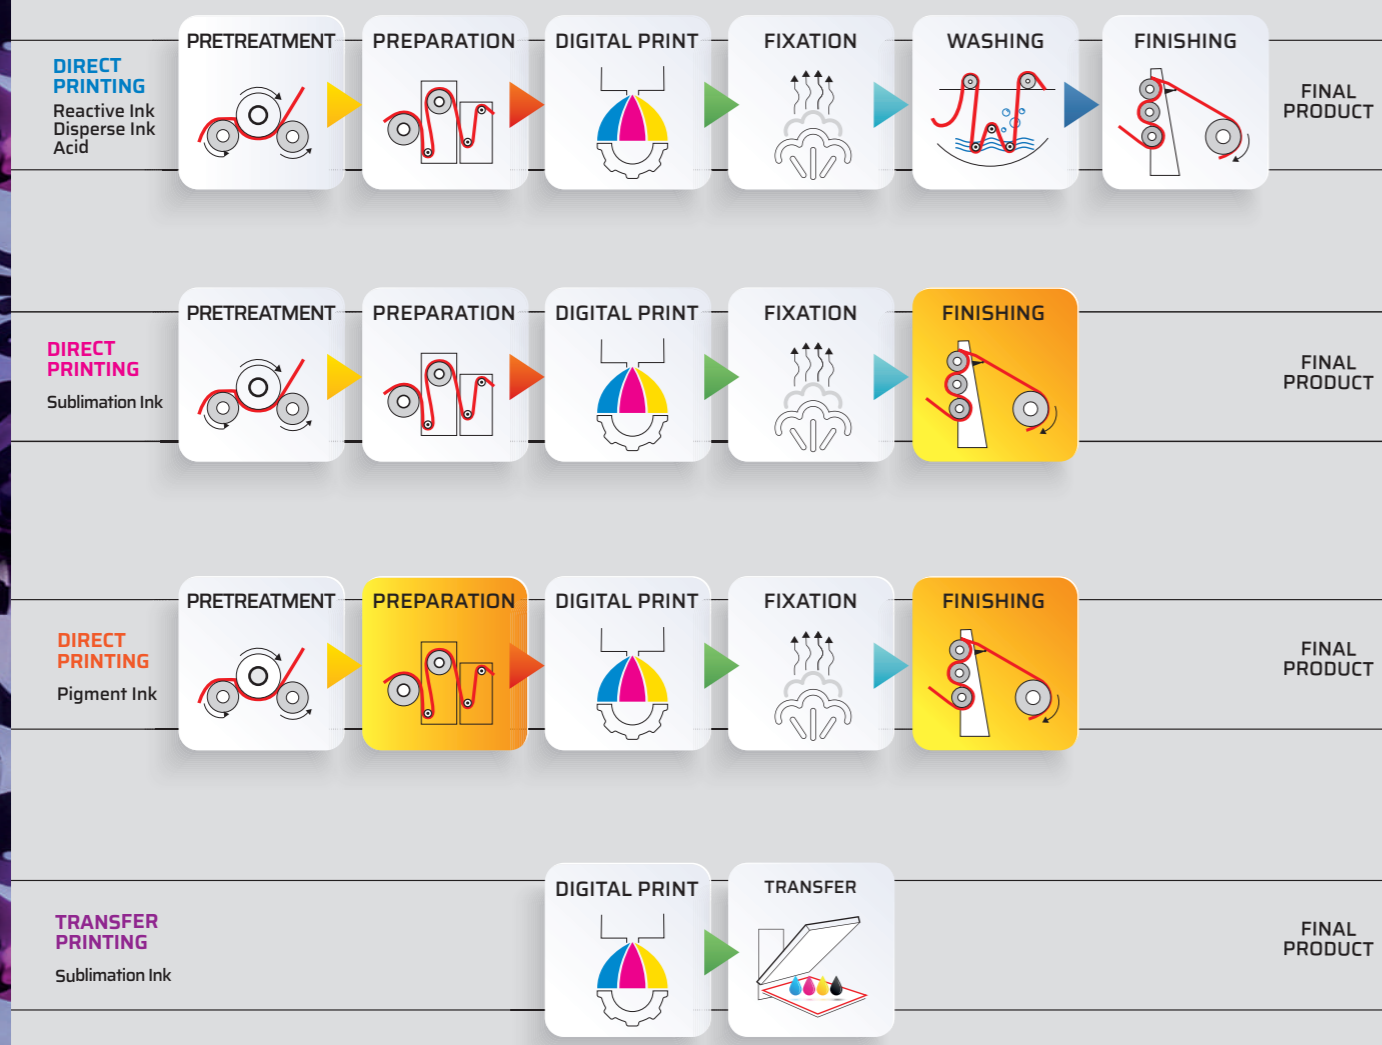 DIRECT
PRINTING
Reactive Ink
Disperse Ink
Acid
PRETREATMENT
PREPARATION
DIGITAL PRINT
FIXATION
WASHING
FINISHING
FINAL
PRODUCT
DIRECT
PRINTING
Sublimation Ink
PRETREATMENT
PREPARATION
DIGITAL PRINT
FIXATION
FINISHING
FINAL
PRODUCT
DIRECT
PRINTING
Pigment Ink
PRETREATMENT
PREPARATION
DIGITAL PRINT
FIXATION
FINISHING
FINAL
PRODUCT
TRANSFER
PRINTING
Sublimation Ink
DIGITAL PRINT
TRANSFER
FINAL
PRODUCT